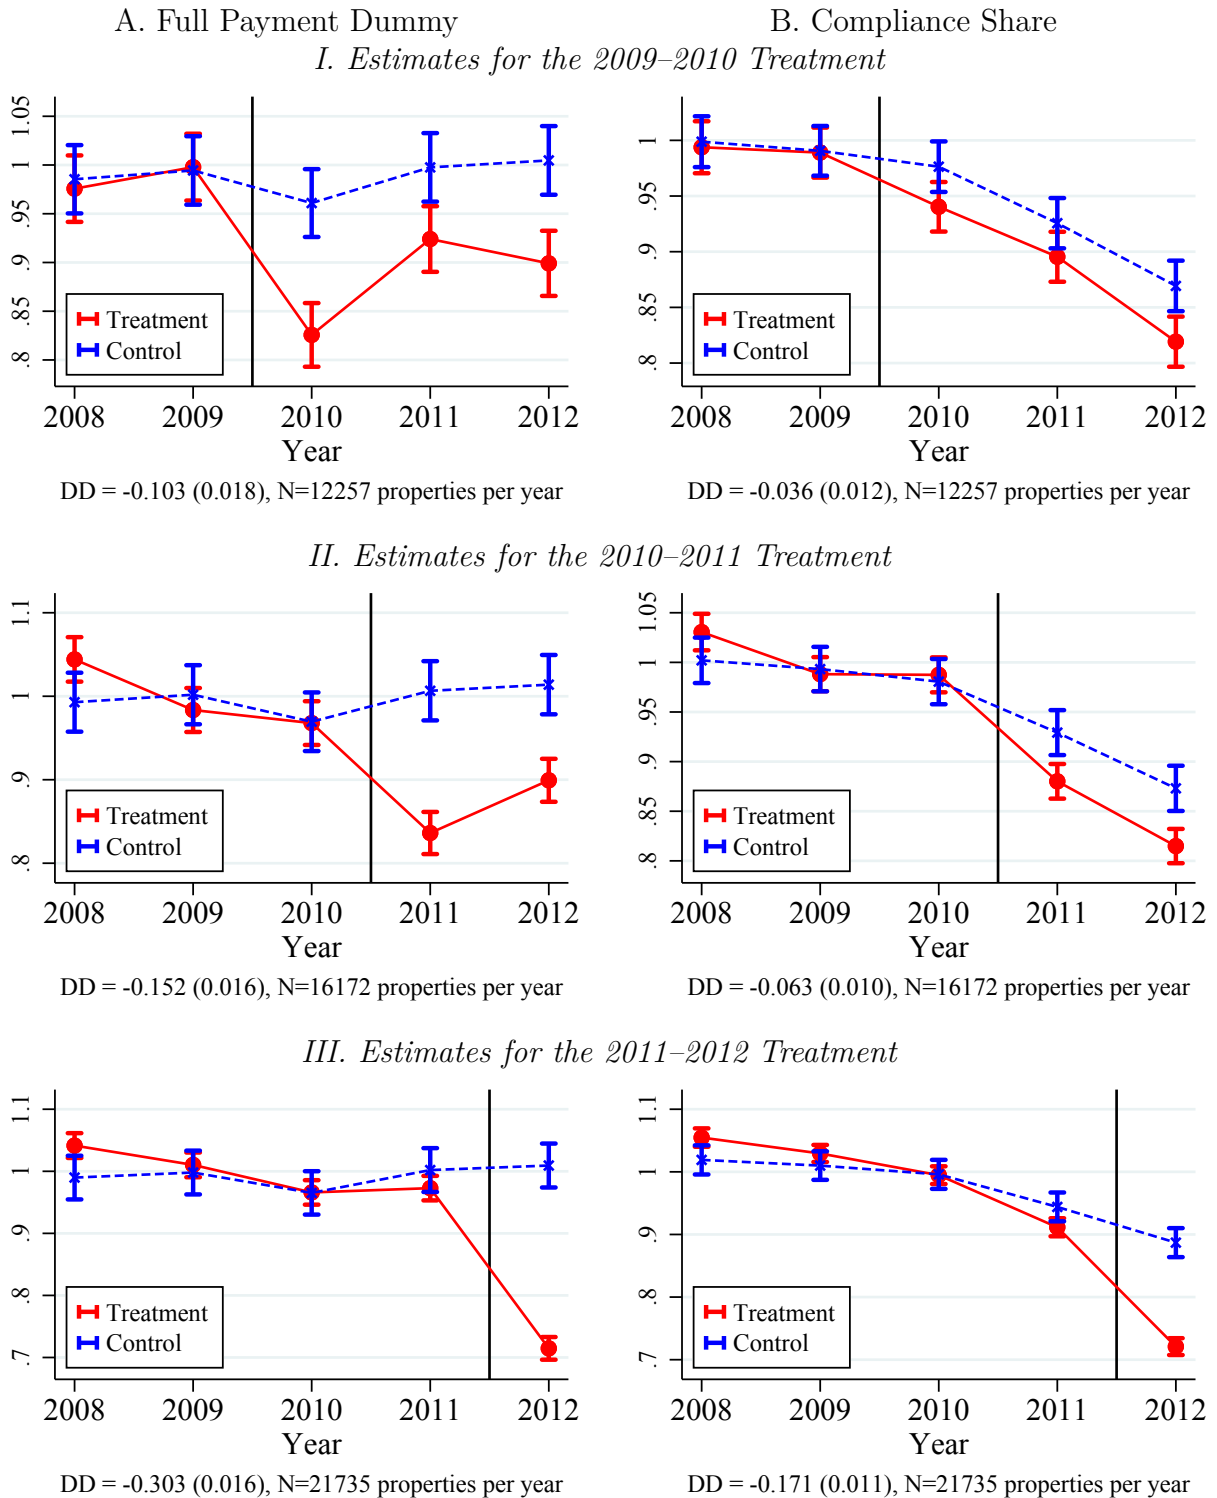 A. Full Payment Dummy
B. Compliance Share
I. Estimates for the 2009–2010 Treatment
1.05
1
.95
.9
.85
.8
Treatment
Control
2008 2009 2010 2011 2012
Year
DD = -0.103 (0.018), N=12257 properties per year
1
.95
.9
.85
.8
Treatment
Control
2008 2009 2010 2011 2012
Year
DD = -0.036 (0.012), N=12257 properties per year
II. Estimates for the 2010–2011 Treatment
1.1
1
.9
.8
Treatment
Control
2008 2009 2010 2011 2012
Year
DD = -0.152 (0.016), N=16172 properties per year
1.05
1
.95
.9
.85
.8
Treatment
Control
2008 2009 2010 2011 2012
Year
DD = -0.063 (0.010), N=16172 properties per year
III. Estimates for the 2011–2012 Treatment
1.1
1
.9
.8
.7
Treatment
Control
2008 2009 2010 2011 2012
Year
DD = -0.303 (0.016), N=21735 properties per year
1.1
1
.9
.8
.7
Treatment
Control
2008 2009 2010 2011 2012
Year
DD = -0.171 (0.011), N=21735 properties per year